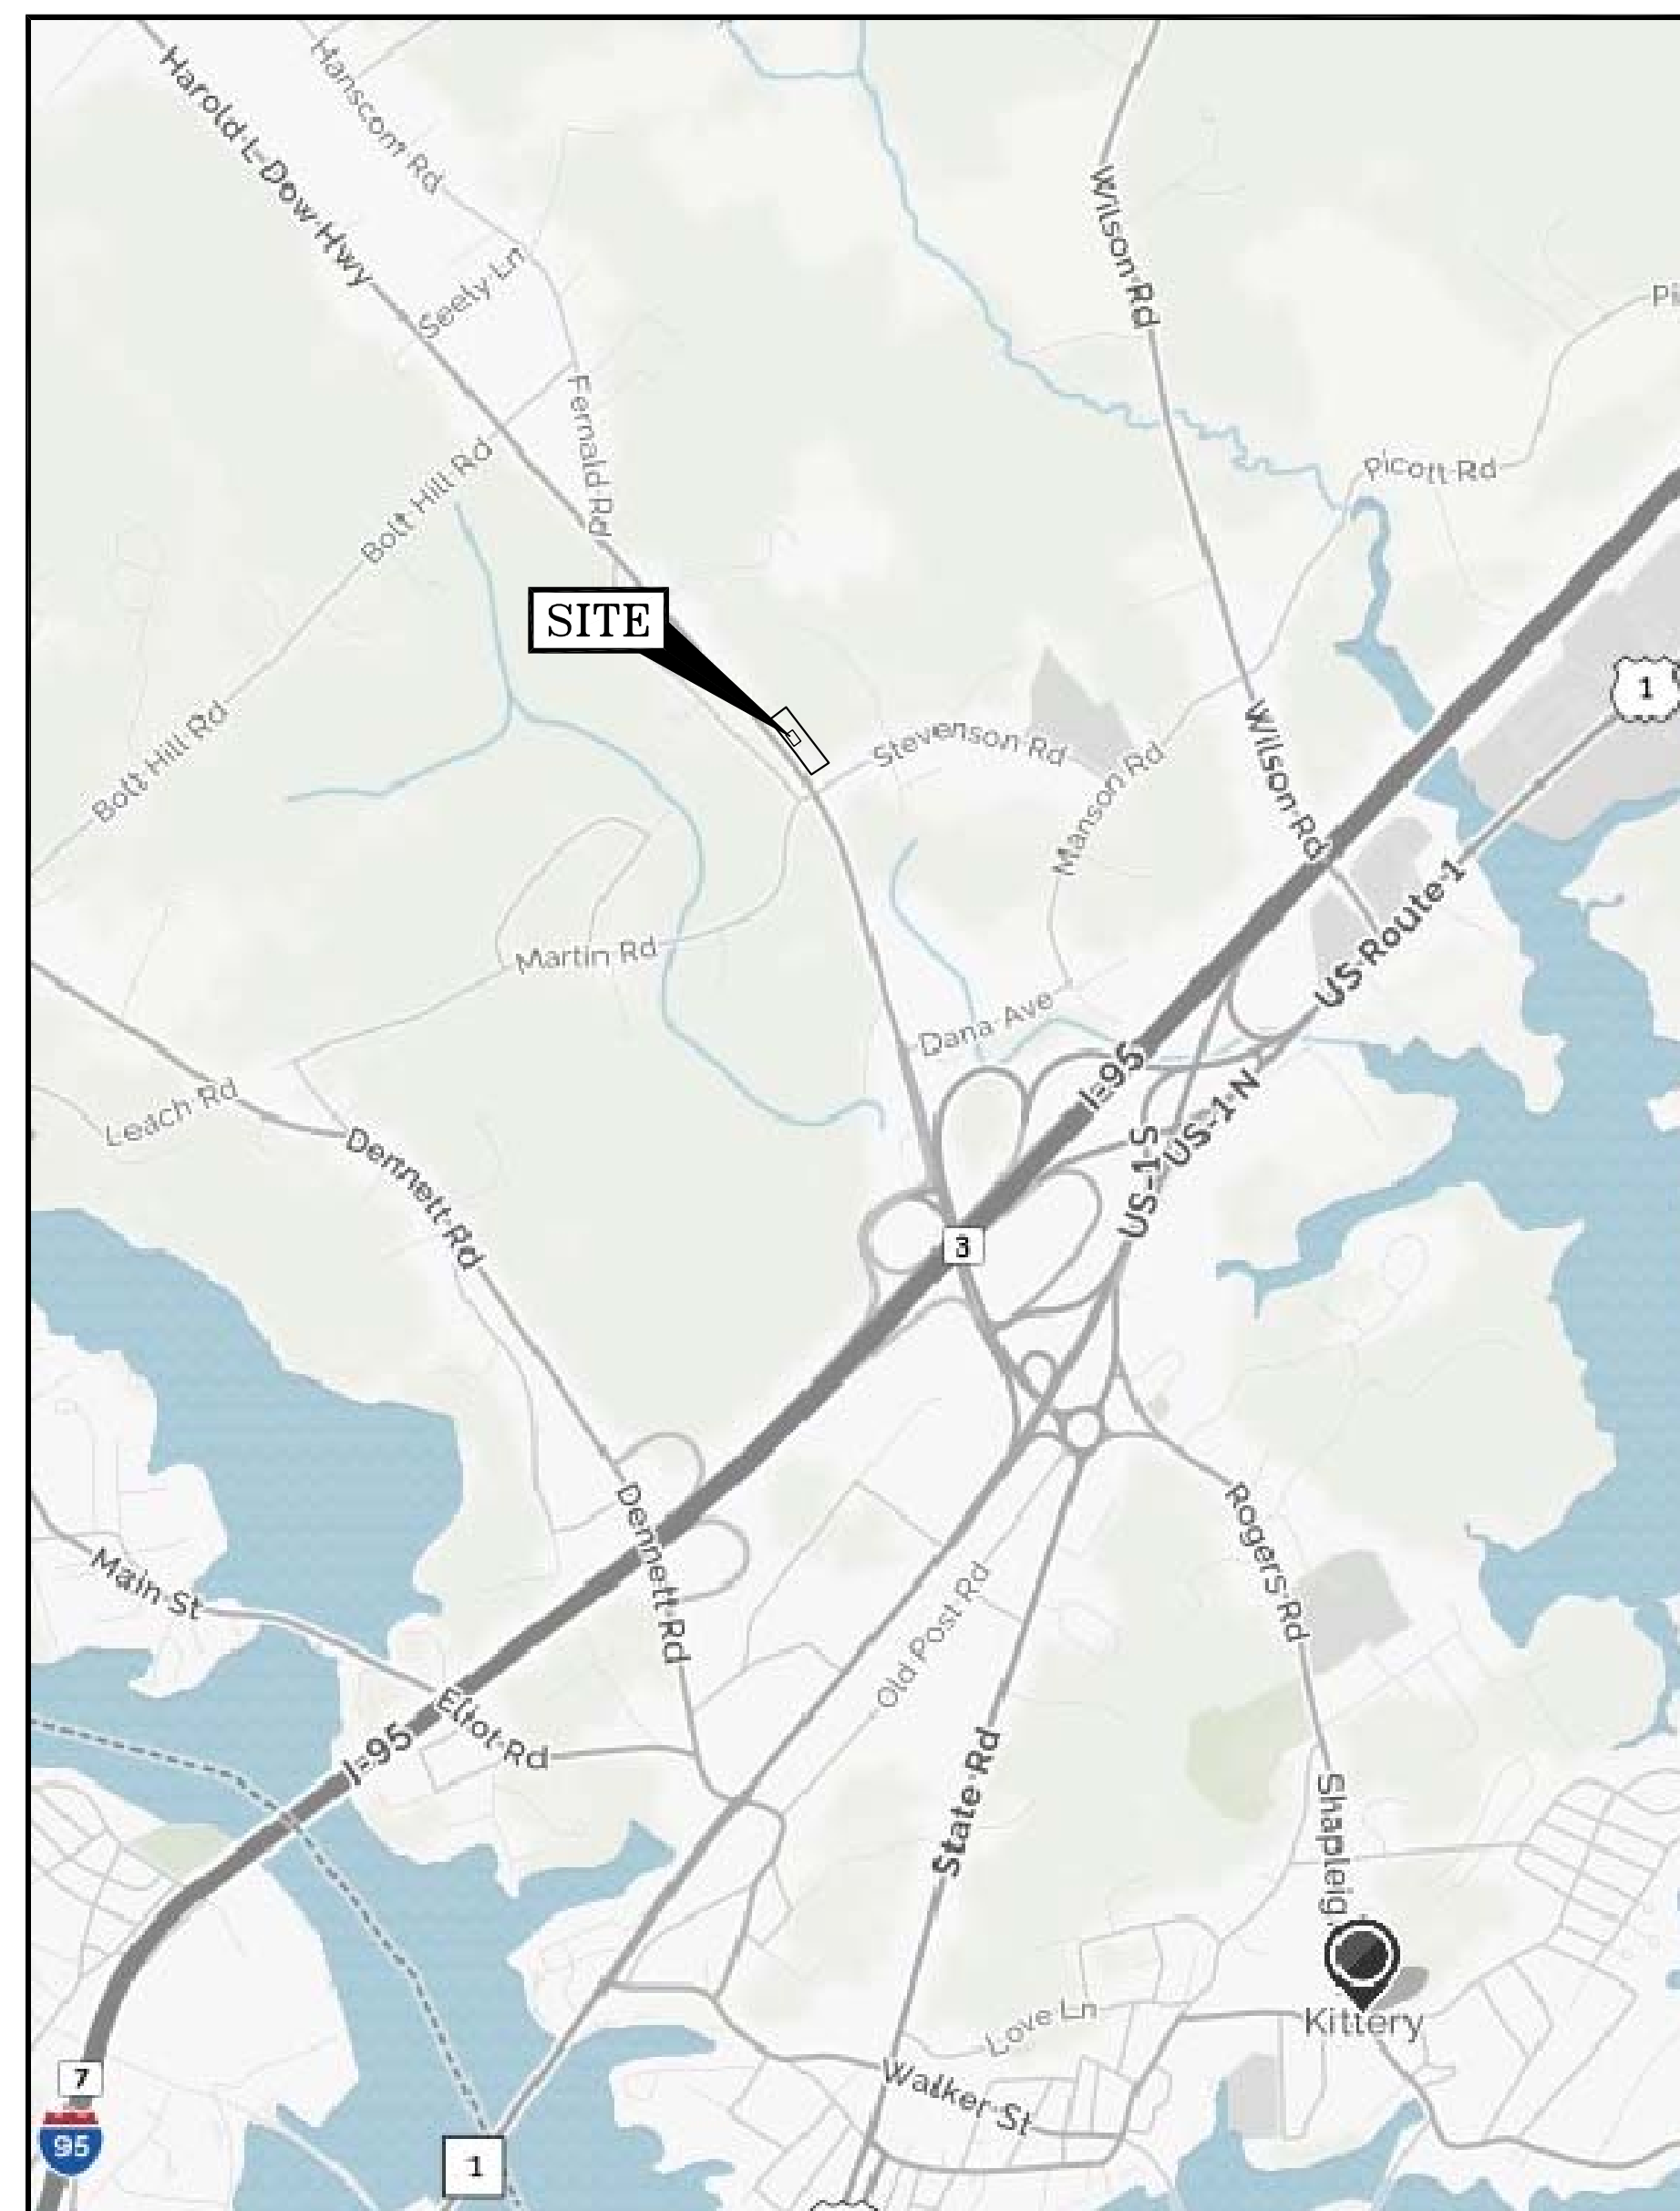 Harold L Dow Hwy
Hanscom Rd
Wilson Rd
Seely Ln
Fernald Rd
Bolt Hill Rd
Picott Rd
SITE
1
Bolt Hill Rd
Stevenson Rd
Manson Rd
Wilson Rd
US Route 1
Martin Rd
Dana Ave
I-95
Leach Rd
US-1 N
US-1 S
Dennett Rd
3
Dennett Rd
Rogers Rd
Main St
Old Post Rd
Eliot Rd
I-95
State Rd
Shapleig
Kittery
Love Ln
Walker St
7
95
1